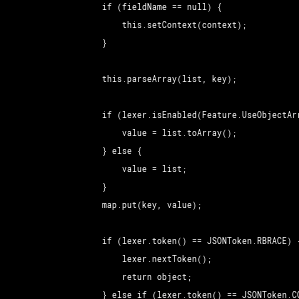 if (fieldName == null) {
this.setContext(context);
}
this.parseArray(list, key);
if (lexer.isEnabled(Feature.UseObjectArr
value = list.toArray();
} else {
value = list;
}
map.put(key, value);
if (lexer.token() == JSONToken.RBRACE) {
lexer.nextToken();
return object;
} else if (lexer.token() == JSONToken.CO